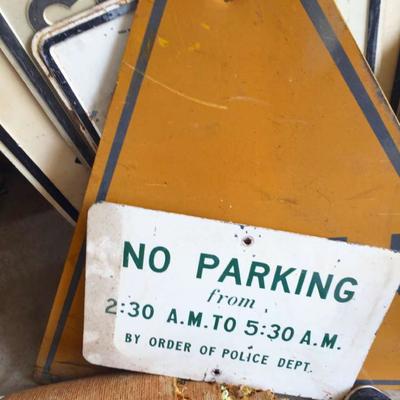 NO PARKING
from
2:30 A.M. TO 5:30 A.M.
BY ORDER OF POLICE DEPT.